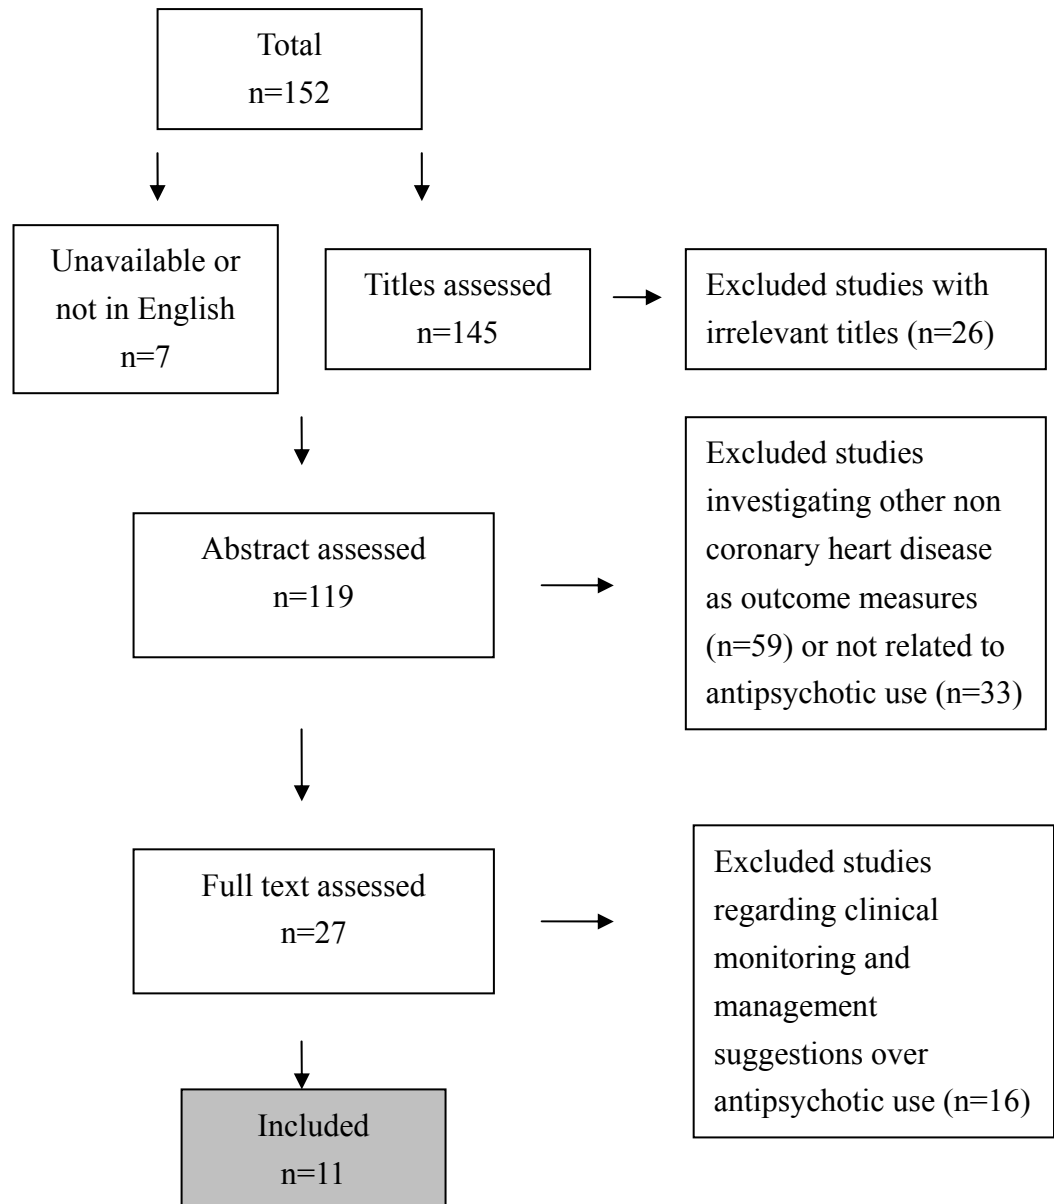 Total
n=152
Unavailable or
not in English
n=7
Titles assessed
n=145
Excluded studies with
irrelevant titles (n=26)
Abstract assessed
n=119
Excluded studies
investigating other non
coronary heart disease
as outcome measures
(n=59) or not related to
antipsychotic use (n=33)
Full text assessed
n=27
Excluded studies
regarding clinical
monitoring and
management
suggestions over
antipsychotic use (n=16)
Included
n=11